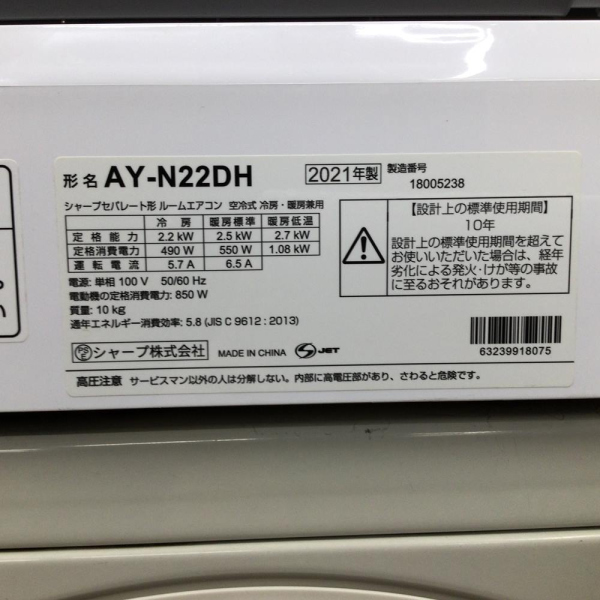 形名 AY-N22DH 2021年製 製造番号 18005238
シャープセパレート形 ルームエアコン 空冷式 冷房・暖房兼用
冷房 暖房標準 暖房低温
定格能力 2.2 kW 2.5 kW 2.7 kW
定格消費電力 490 W 550 W 1.08 kW
運転電流 5.7 A 6.5 A
電源: 単相 100 V 50/60 Hz
電動機の定格消費電力: 850 W
質量: 10 kg
通年エネルギー消費効率: 5.8 (JIS C 9612 : 2013)
シャープ株式会社 MADE IN CHINA JET
【設計上の標準使用期間】
10年
設計上の標準使用期間を超えて
お使いいただいた場合は、経年
劣化による発火・けが等の事故
に至るおそれがあります。
63239918075
高圧注意 サービスマン以外の人は分解しない。内部に高電圧部があり、さわると危険です。